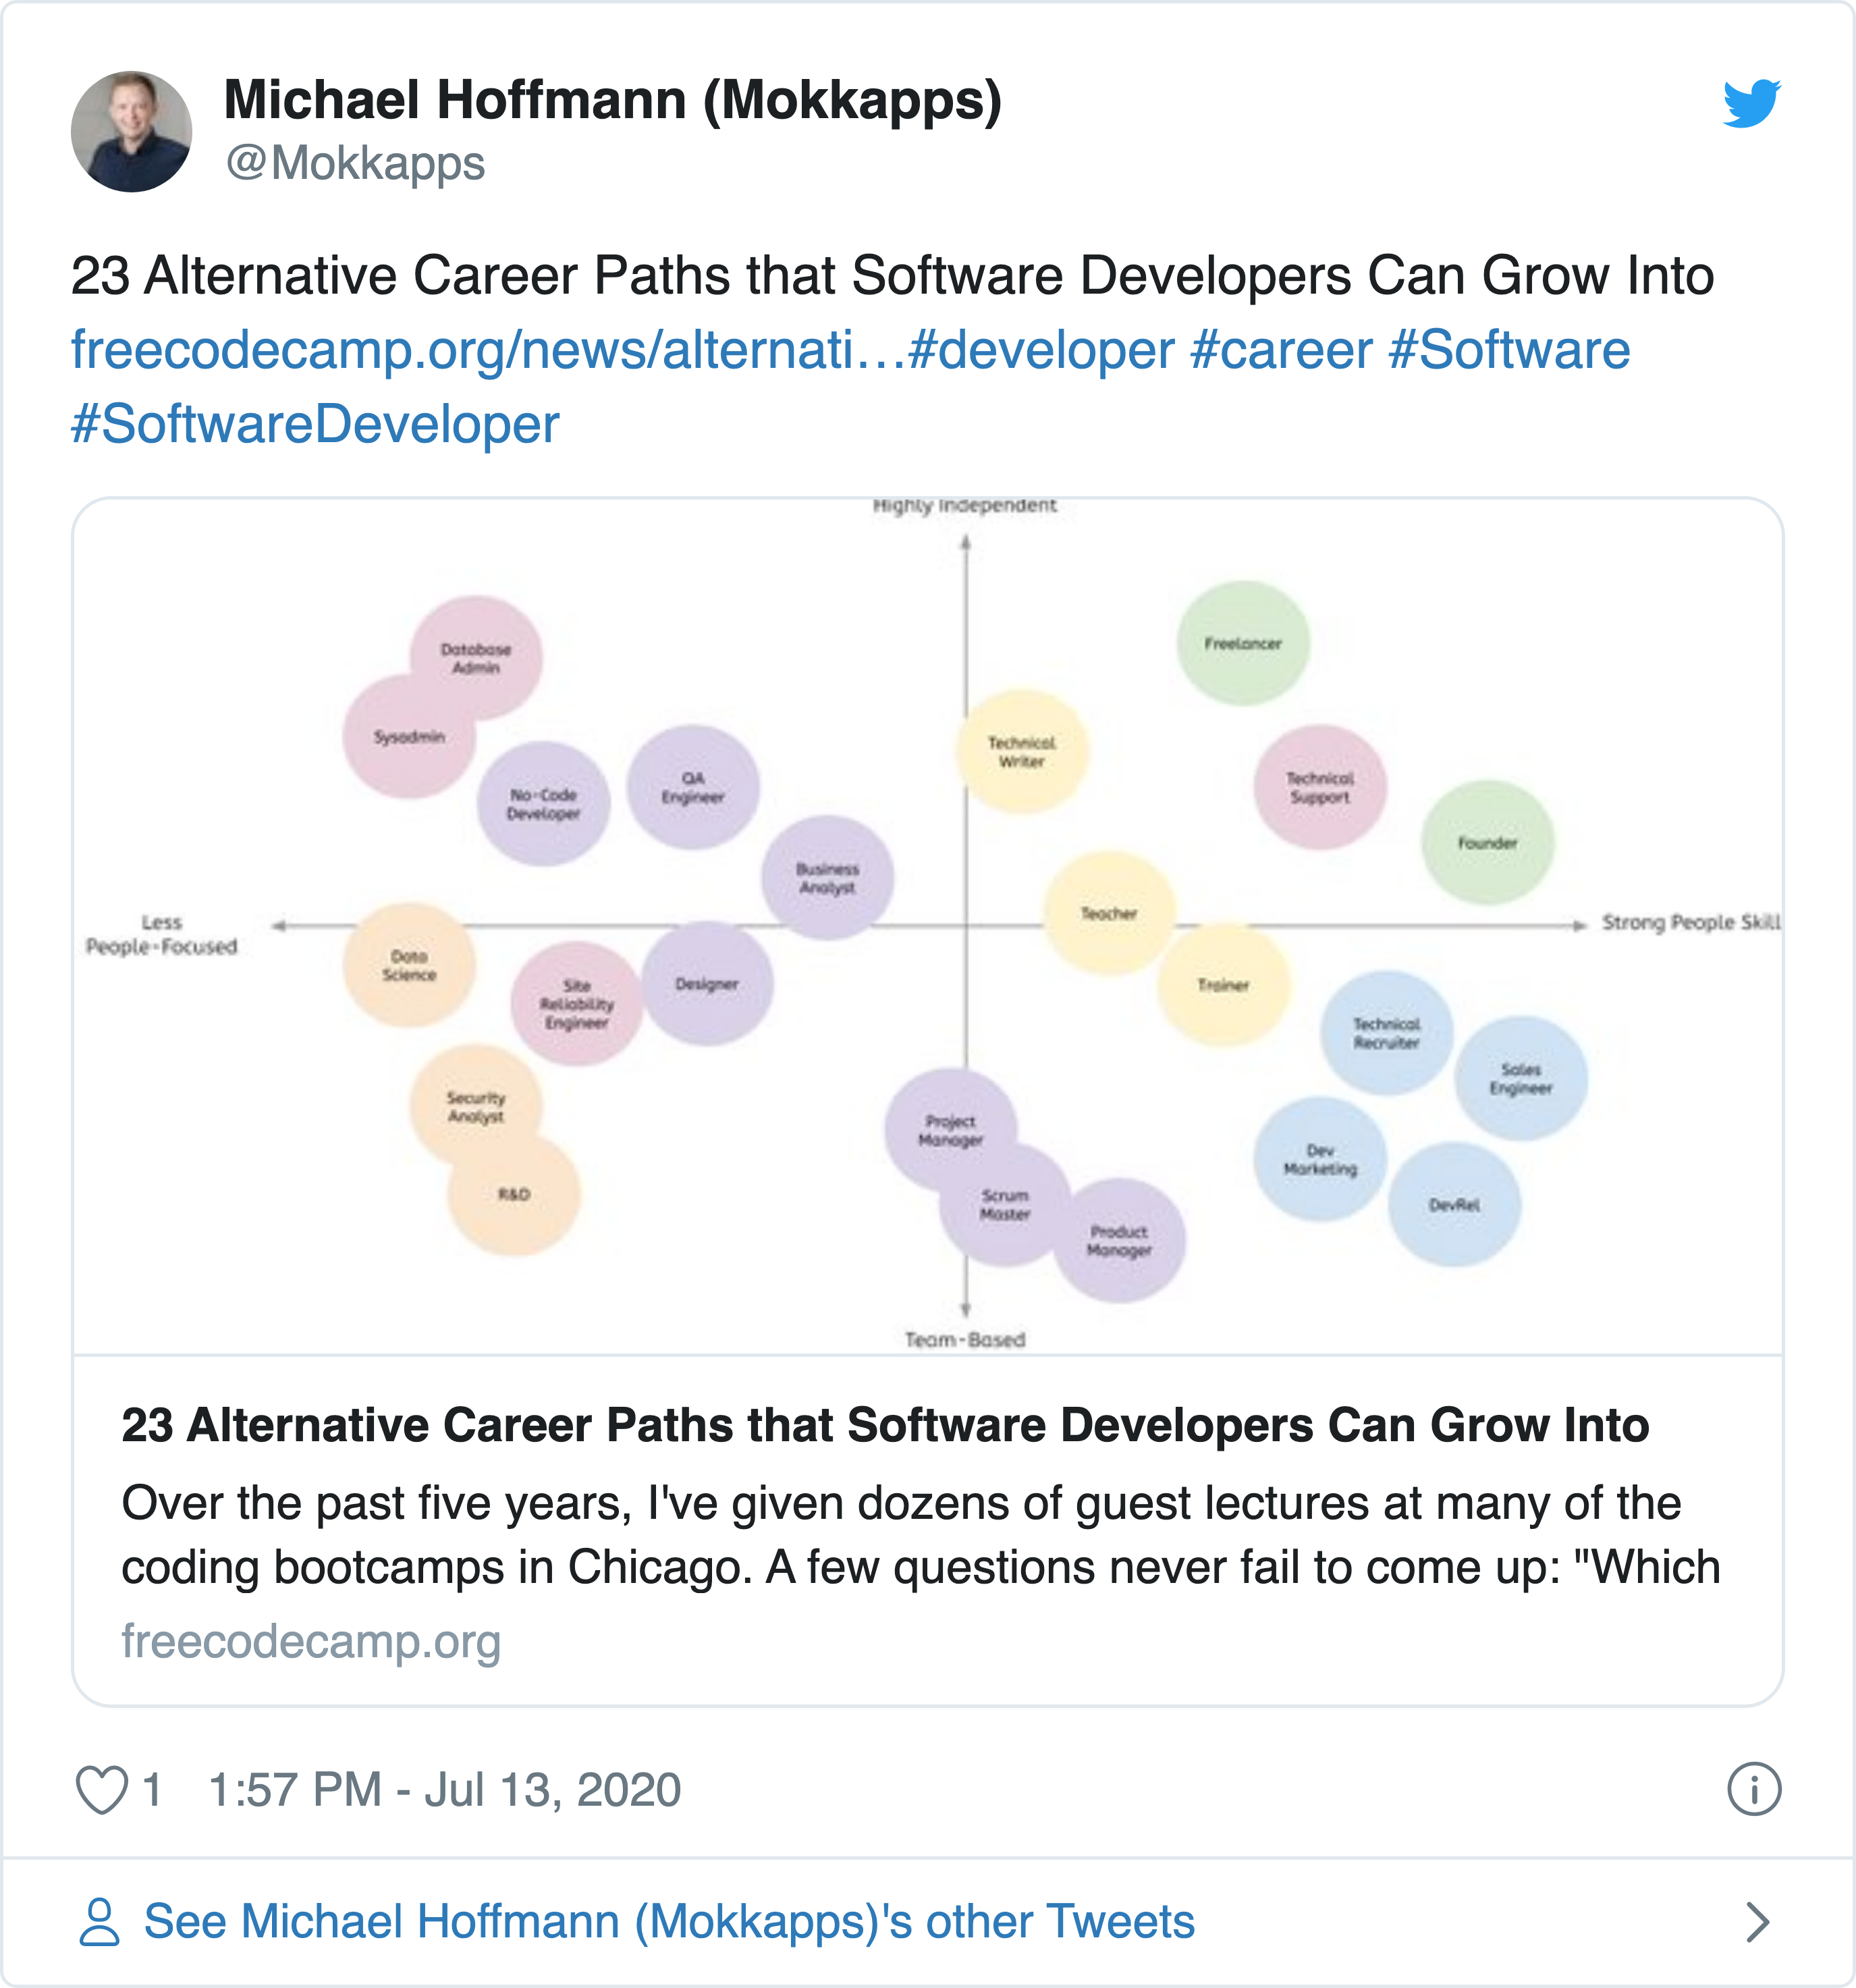 Michael Hoffmann (Mokkapps)
@Mokkapps
23 Alternative Career Paths that Software Developers Can Grow Into
freecodecamp.org/news/alternati…#developer #career #Software
#SoftwareDeveloper
Highly Independent
Database
Admin
Freelancer
Sysadmin
Technical
Writer
No-Code
Developer
QA
Engineer
Technical
Support
Founder
Business
Analyst
Teacher
Less
People-Focused
Strong People Skill
Data
Science
Site
Reliability
Engineer
Designer
Trainer
Technical
Recruiter
Sales
Engineer
Security
Analyst
Project
Manager
Dev
Marketing
R&D
Scrum
Master
DevRel
Product
Manager
Team-Based
23 Alternative Career Paths that Software Developers Can Grow Into
Over the past five years, I've given dozens of guest lectures at many of the
coding bootcamps in Chicago. A few questions never fail to come up: "Which
freecodecamp.org
1 1:57 PM - Jul 13, 2020
See Michael Hoffmann (Mokkapps)'s other Tweets